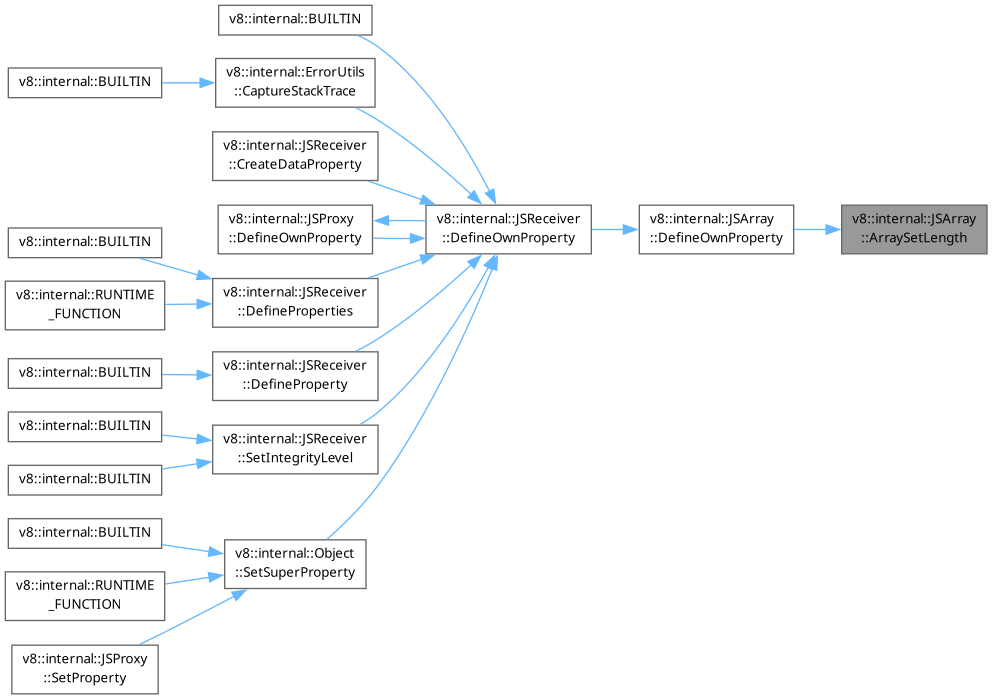 v8::internal::BUILTIN
v8::internal::ErrorUtils
::CaptureStackTrace
v8::internal::BUILTIN
v8::internal::JSReceiver
::CreateDataProperty
v8::internal::JSProxy
::DefineOwnProperty
v8::internal::JSReceiver
::DefineOwnProperty
v8::internal::JSArray
::DefineOwnProperty
v8::internal::JSArray
::ArraySetLength
v8::internal::BUILTIN
v8::internal::RUNTIME
_FUNCTION
v8::internal::JSReceiver
::DefineProperties
v8::internal::BUILTIN
v8::internal::JSReceiver
::DefineProperty
v8::internal::BUILTIN
v8::internal::BUILTIN
v8::internal::JSReceiver
::SetIntegrityLevel
v8::internal::BUILTIN
v8::internal::RUNTIME
_FUNCTION
v8::internal::Object
::SetSuperProperty
v8::internal::JSProxy
::SetProperty